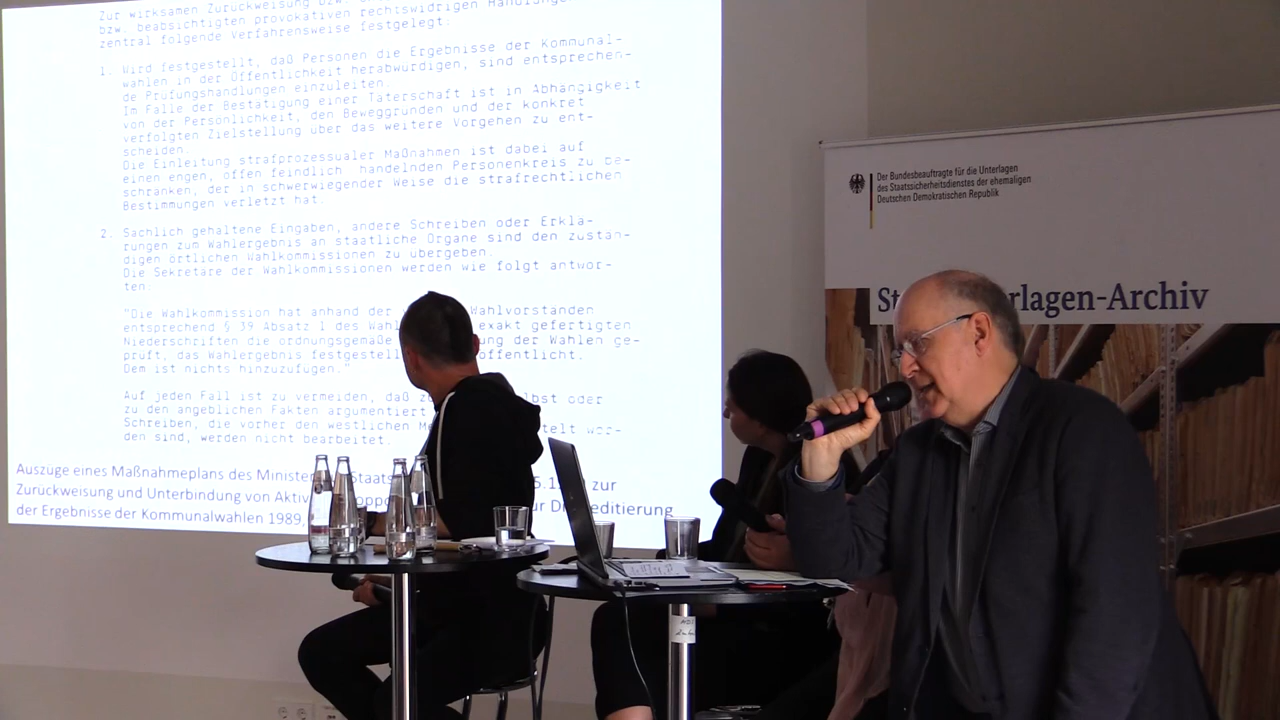 Zur wirksamen Zurückweisung bzw.
bzw. beabsichtigten provokativen rechtswidrigen Handlungen
zentral folgende Verfahrensweise festgelegt:
1. Wird festgestellt, daß Personen die Ergebnisse der Kommunal-
wahlen in der Öffentlichkeit herabwürdigen, sind entsprechen-
de Prüfungshandlungen einzuleiten.
Im Falle der Bestätigung einer Täterschaft ist in Abhängigkeit
von der Persönlichkeit, den Beweggründen und der konkret
verfolgten Zielstellung über das weitere Vorgehen zu ent-
scheiden.
Die Einleitung strafprozessualer Maßnahmen ist dabei auf
einen engen, offen feindlich handelnden Personenkreis zu be-
schränken, der in schwerwiegender Weise die strafrechtlichen
Bestimmungen verletzt hat.
2. Sachlich gehaltene Eingaben, andere Schreiben oder Erklä-
rungen zum Wahlergebnis an staatliche Organe sind den zustän-
digen örtlichen Wahlkommissionen zu übergeben.
Die Sekretäre der Wahlkommissionen werden wie folgt antwor-
ten:
"Die Wahlkommission hat anhand der Wahlvorständen
entsprechend § 39 Absatz 1 des exakt gefertigten
Niederschriften die ordnungsgemäße der Wahlen ge-
prüft, das Wahlergebnis festgestell öffentlicht.
Dem ist nichts hinzuzufügen."
Auf jeden Fall ist zu vermeiden, daß oder
zu den angeblichen Fakten argumentiert
Schreiben, die vorher den westlichen wor-
den sind, werden nicht bearbeitet.
Auszüge eines Maßnahmeplans des zur
Zurückweisung und Unterbindung von
der Ergebnisse der Kommunalwahlen 1989,
Der Bundesbeauftragte für die Unterlagen
des Staatssicherheitsdienstes der ehemaligen
Deutschen Demokratischen Republik
St rlagen-Archiv